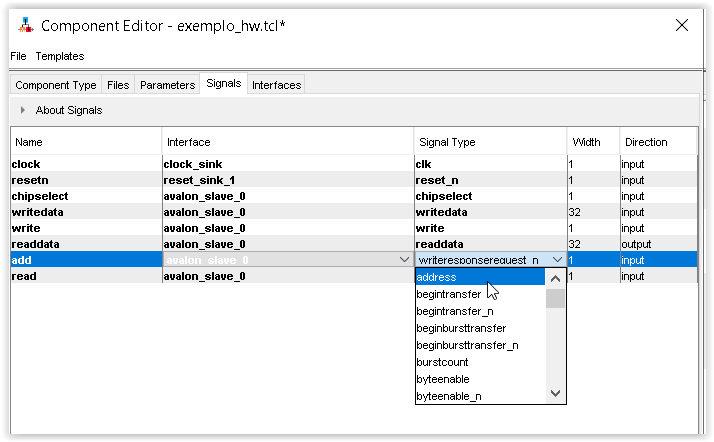 Component Editor - exemplo_hw.tcl*
File Templates
Component Type Files Parameters Signals Interfaces
About Signals
Name Interface Signal Type Width Direction
clock clock_sink clk 1 input
resetn reset_sink_1 reset_n 1 input
chipselect avalon_slave_0 chipselect 1 input
writedata avalon_slave_0 writedata 32 input
write avalon_slave_0 write 1 input
readdata avalon_slave_0 readdata 32 output
add avalon_slave_0 writeresponserequest_n 1 input
read avalon_slave_0 1 input
address
begintransfer
begintransfer_n
beginbursttransfer
beginbursttransfer_n
burstcount
byteenable
byteenable_n